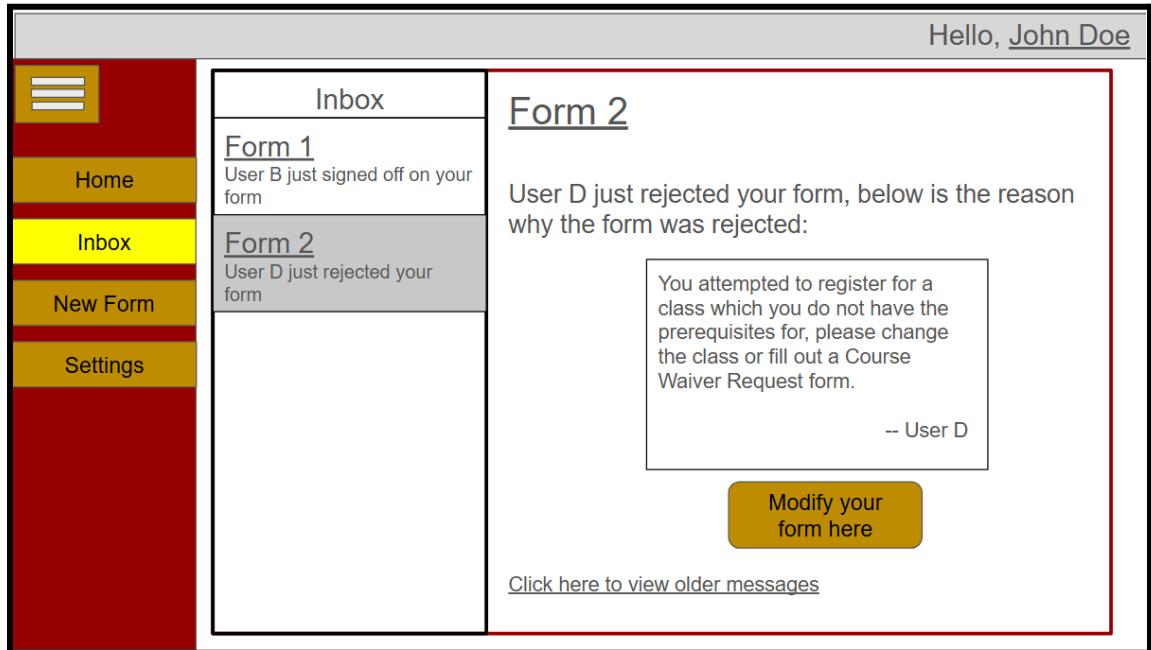 Hello, John Doe
Home
Inbox
New Form
Settings
Inbox
Form 1
User B just signed off on your
form
Form 2
User D just rejected your
form
Form 2
User D just rejected your form, below is the reason
why the form was rejected:
You attempted to register for a
class which you do not have the
prerequisites for, please change
the class or fill out a Course
Waiver Request form.
-- User D
Modify your
form here
Click here to view older messages